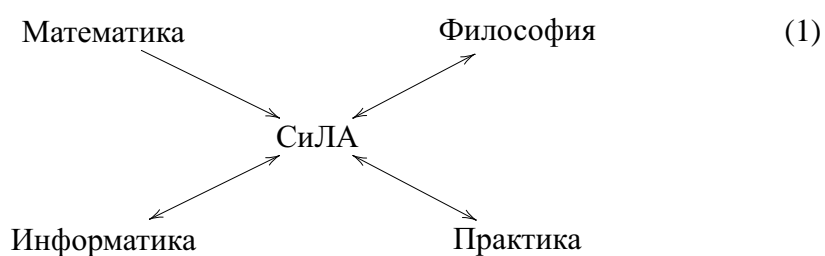 Математика Философия (1)
СиЛА
Информатика Практика